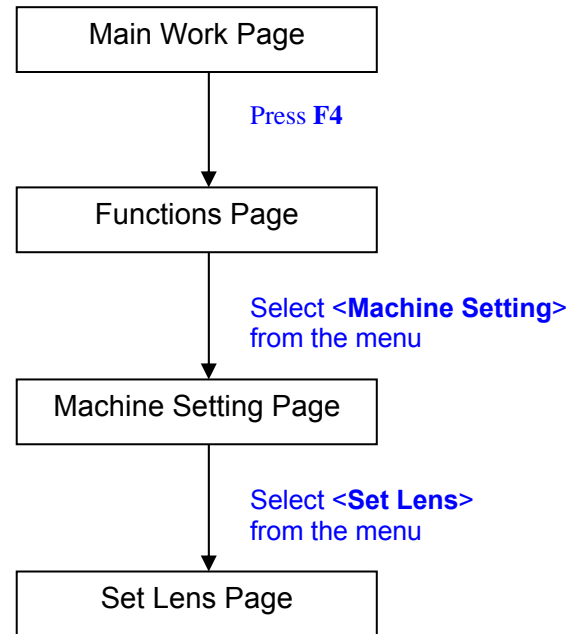 Main Work Page
Press F4
Functions Page
Select <Machine Setting>
from the menu
Machine Setting Page
Select <Set Lens>
from the menu
Set Lens Page